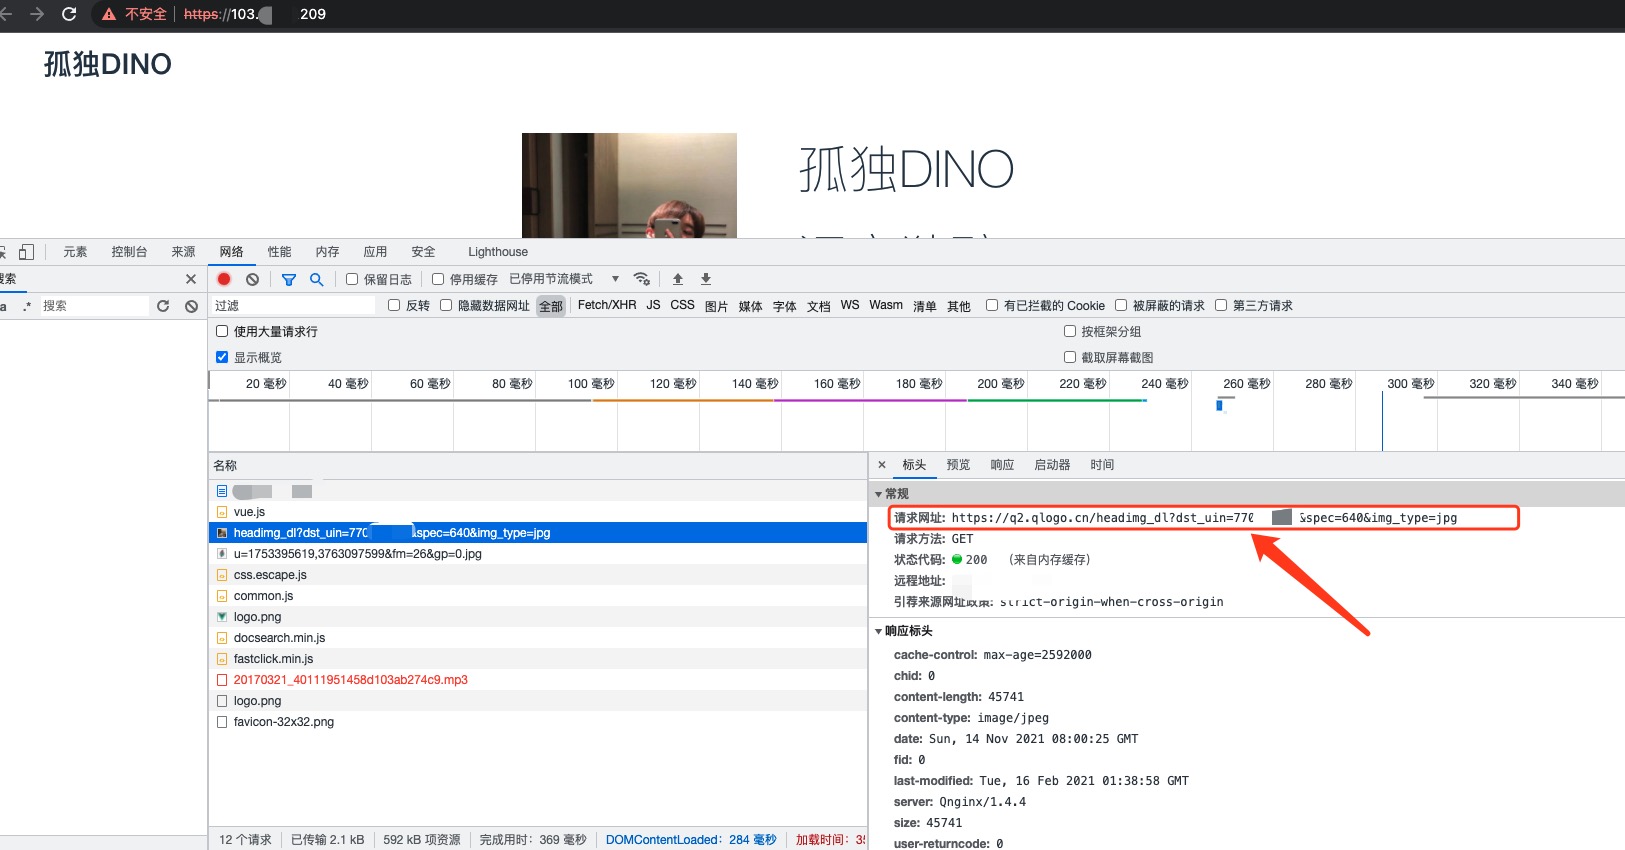 不安全 https://103. 209
孤独DINO
孤独DINO
元素 控制台 来源 网络 性能 内存 应用 安全 Lighthouse
搜索 保留日志 停用缓存 已停用节流模式
a .* 搜索 过滤 反转 隐藏数据网址 全部 Fetch/XHR JS CSS 图片 媒体 字体 文档 WS Wasm 清单 其他 有已拦截的 Cookie 被屏蔽的请求 第三方请求
使用大量请求行 按框架分组
显示概览 截取屏幕截图
20 毫秒 40 毫秒 60 毫秒 80 毫秒 100 毫秒 120 毫秒 140 毫秒 160 毫秒 180 毫秒 200 毫秒 220 毫秒 240 毫秒 260 毫秒 280 毫秒 300 毫秒 320 毫秒 340 毫秒
名称
vue.js
headimg_dl?dst_uin=770 &spec=640&img_type=jpg
u=1753395619,3763097599&fm=26&gp=0.jpg
css.escape.js
common.js
logo.png
docsearch.min.js
fastclick.min.js
20170321_40111951458d103ab274c9.mp3
logo.png
favicon-32x32.png
12 个请求 已传输 2.1 kB 592 kB 项资源 完成用时：369 毫秒 DOMContentLoaded：284 毫秒 加载时间：
× 标头 预览 响应 启动器 时间
常规
请求网址: https://q2.qlogo.cn/headimg_dl?dst_uin=770 &spec=640&img_type=jpg
请求方法: GET
状态代码: 200 （来自内存缓存）
远程地址:
引荐来源网址政策: strict-origin-when-cross-origin
响应标头
cache-control: max-age=2592000
chid: 0
content-length: 45741
content-type: image/jpeg
date: Sun, 14 Nov 2021 08:00:25 GMT
fid: 0
last-modified: Tue, 16 Feb 2021 01:38:58 GMT
server: Qnginx/1.4.4
size: 45741
user-returncode: 0